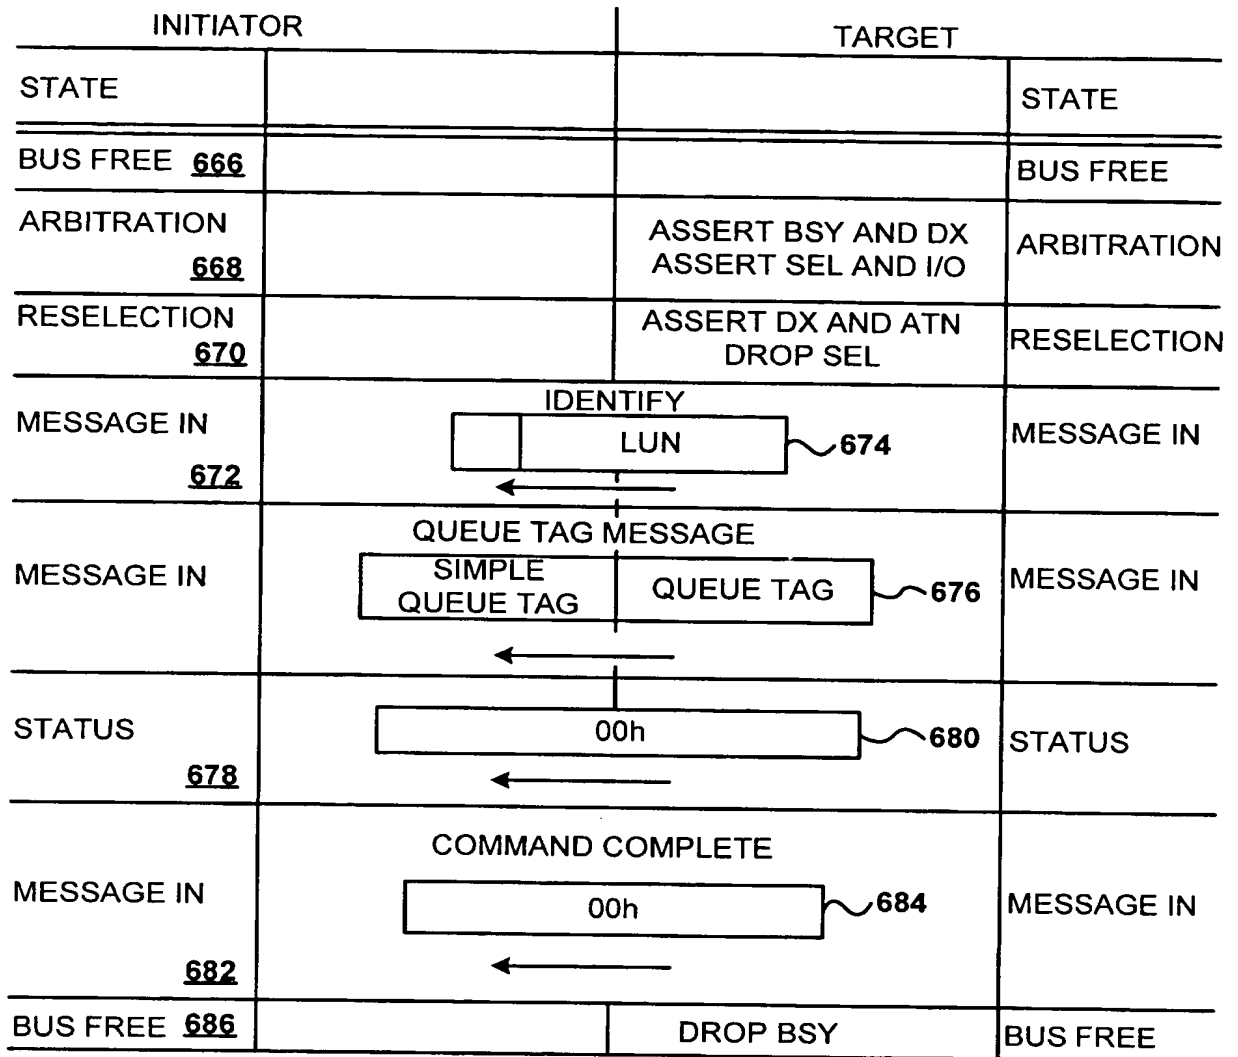 INITIATOR
TARGET
STATE
STATE
BUS FREE 666
BUS FREE
ARBITRATION
668
ASSERT BSY AND DX
ASSERT SEL AND I/O
ARBITRATION
RESELECTION
670
ASSERT DX AND ATN
DROP SEL
RESELECTION
MESSAGE IN
672
IDENTIFY
LUN
674
MESSAGE IN
MESSAGE IN
QUEUE TAG MESSAGE
SIMPLE
QUEUE TAG
QUEUE TAG
676
MESSAGE IN
STATUS
678
00h
680
STATUS
MESSAGE IN
682
COMMAND COMPLETE
00h
684
MESSAGE IN
BUS FREE 686
DROP BSY
BUS FREE